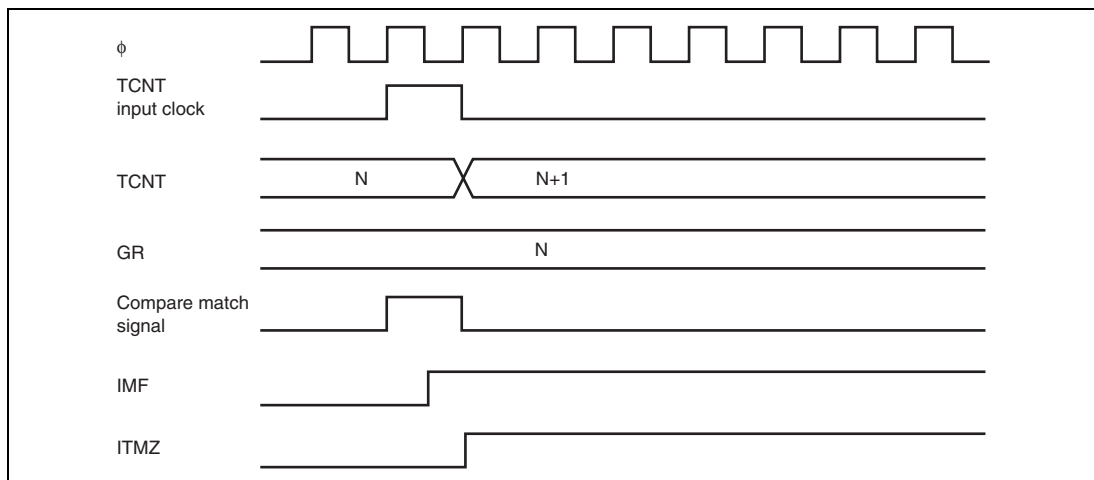 ϕ
TCNT
input clock
TCNT
N
N+1
GR
N
Compare match
signal
IMF
ITMZ